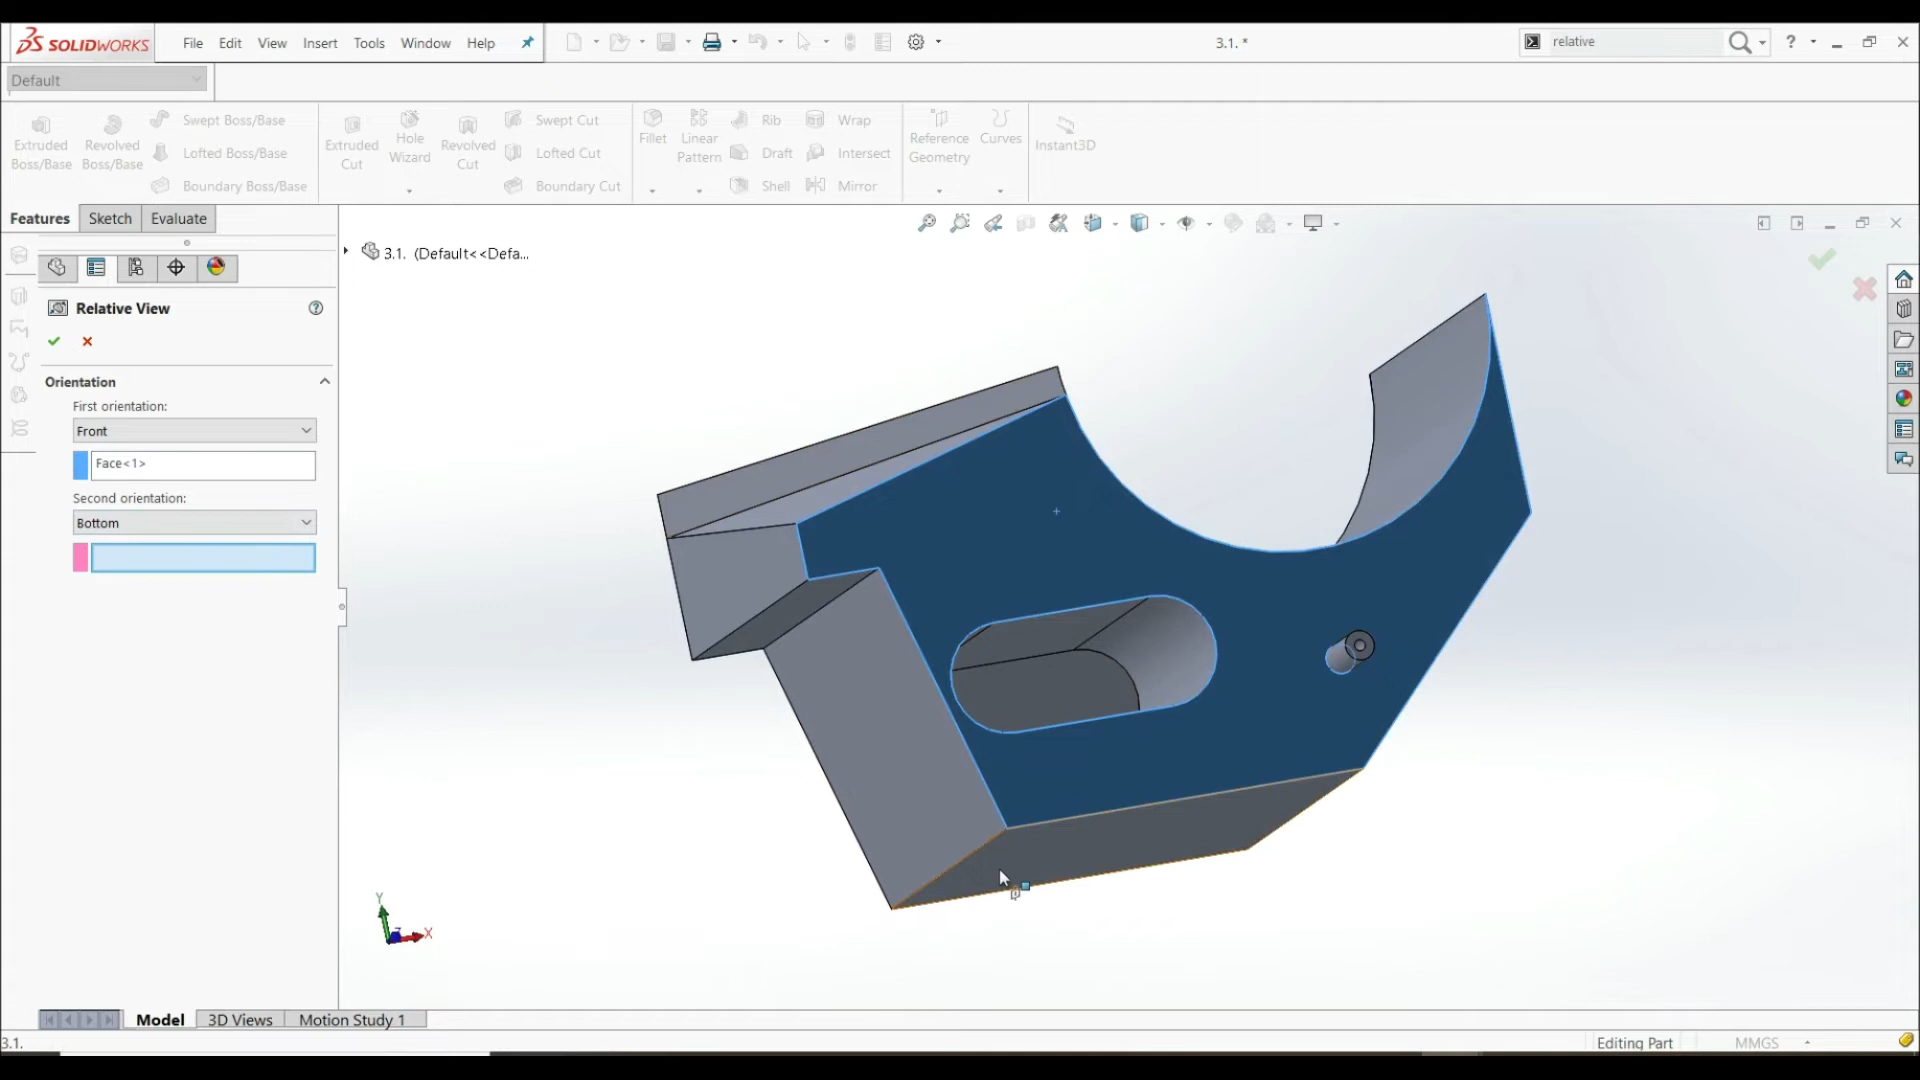 SOLIDWORKS File Edit View Insert Tools Window Help 3.1. * relative ?
Default
Extruded Boss/Base
Revolved Boss/Base
Swept Boss/Base
Lofted Boss/Base
Boundary Boss/Base
Extruded Cut
Hole Wizard
Revolved Cut
Swept Cut
Lofted Cut
Boundary Cut
Fillet
Linear Pattern
Rib
Draft
Shell
Wrap
Intersect
Mirror
Reference Geometry
Curves
Instant3D
Features Sketch Evaluate
3.1. (Default<<Defa...
Relative View ?
Orientation
First orientation:
Front
Face<1>
Second orientation:
Bottom
Y
Z
X
Model 3D Views Motion Study 1
3.1. Editing Part MMGS